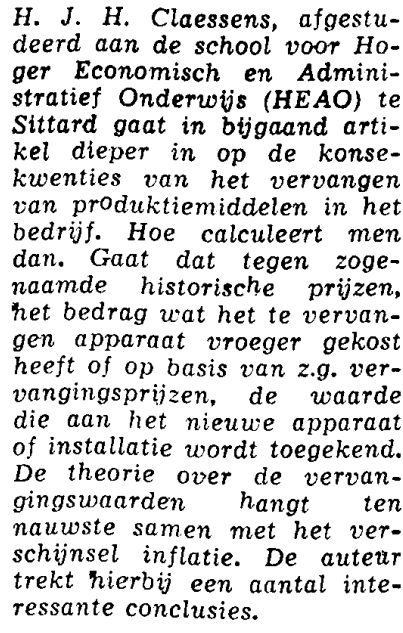 H. J. H. Claessens, afgestu-
deerd aan de school voor Ho-
ger Economisch en Admini-
stratief Onderwijs (HEAO) te
Sittard gaat in bijgaand arti-
kel dieper in op de konse-
kwenties van het vervangen
van produktiemiddelen in het
bedrijf. Hoe calculeert men
dan. Gaat dat tegen zoge-
naamde historische prijzen,
het bedrag wat het te vervan-
gen apparaat vroeger gekost
heeft of op basis van z.g. ver-
vangingsprijzen, de waarde
die aan het nieuwe apparaat
of installatie wordt toegekend.
De theorie over de vervan-
gingswaarden hangt ten
nauwste samen met het ver-
schijnsel inflatie. De auteur
trekt hierbij een aantal inte-
ressante conclusies.